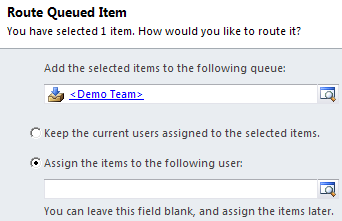 Route Queued Item
You have selected 1 item. How would you like to route it?
Add the selected items to the following queue:
<Demo Team>
Keep the current users assigned to the selected items.
Assign the items to the following user:
You can leave this field blank, and assign the items later.